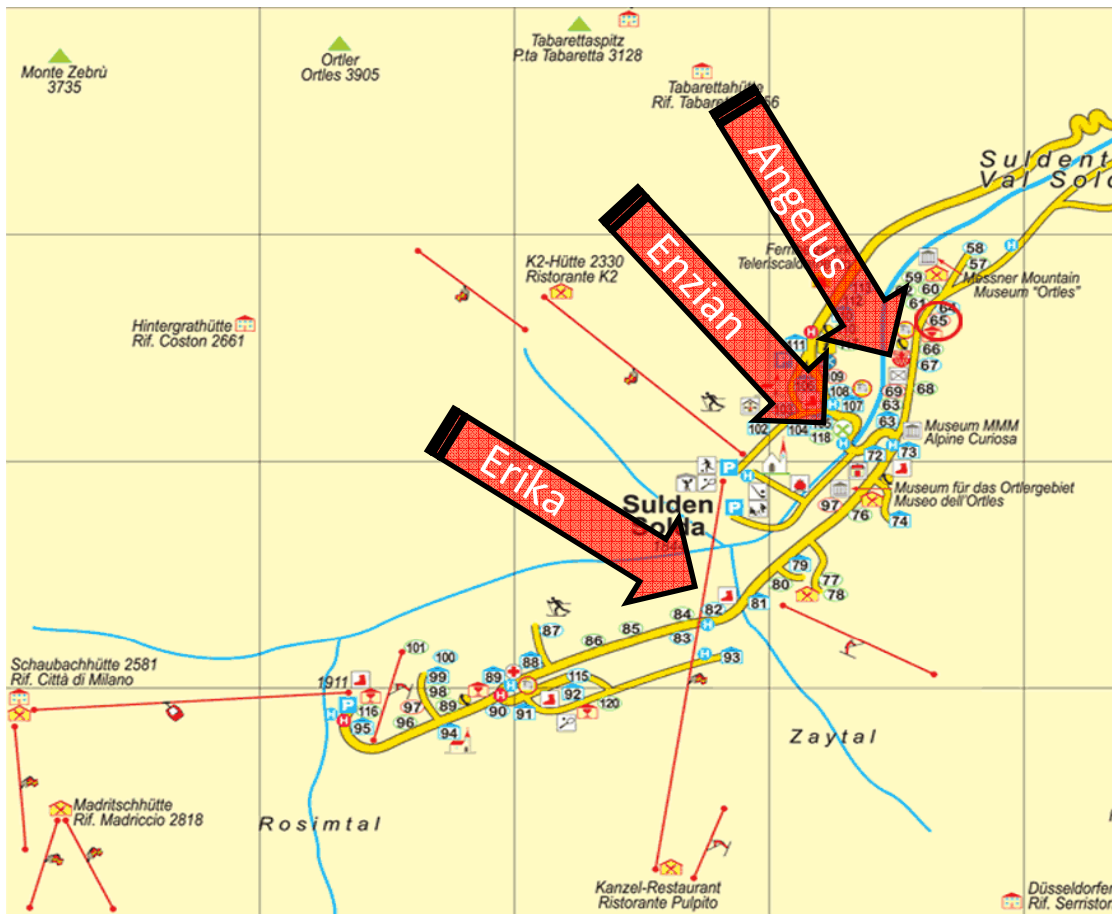 Tabarettaspitz
P.ta Tabaretta 3128
Ortler
Ortles 3905
Monte Zebrù
3735
Tabarettahütte
Rif.
Angelus
Val
Enzian
K2-Hütte 2330
Ristorante K2
58
57
59
60
Messner Mountain
Museum "Ortles"
61
64
65
Hintergrathütte
Rif. Coston 2661
111
66
67
68
69
63
63
108
107
102
104
118
Museum MMM
Alpine Curiosa
72
73
Erika
Museum für das Ortlergebiet
Museo dell'Ortles
97
76
74
Sulden
Solda
79
80
77
78
81
82
83
84
85
86
87
88
93
101
100
99
98
97
96
89
89
90
91
92
115
120
116
95
94
Schaubachhütte 2581
Rif. Città di Milano
1911
Zaytal
Rosimtal
Madritschhütte
Rif. Madriccio 2818
Kanzel-Restaurant
Ristorante Pulpito